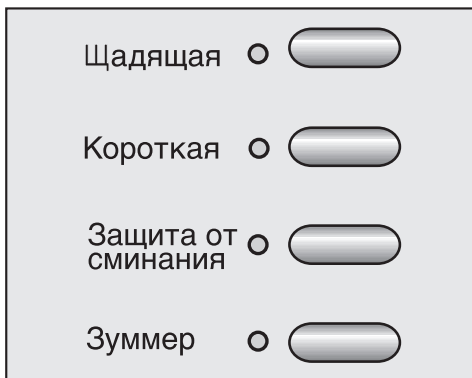 Щадящая
Короткая
Защита от
сминания
Зуммер